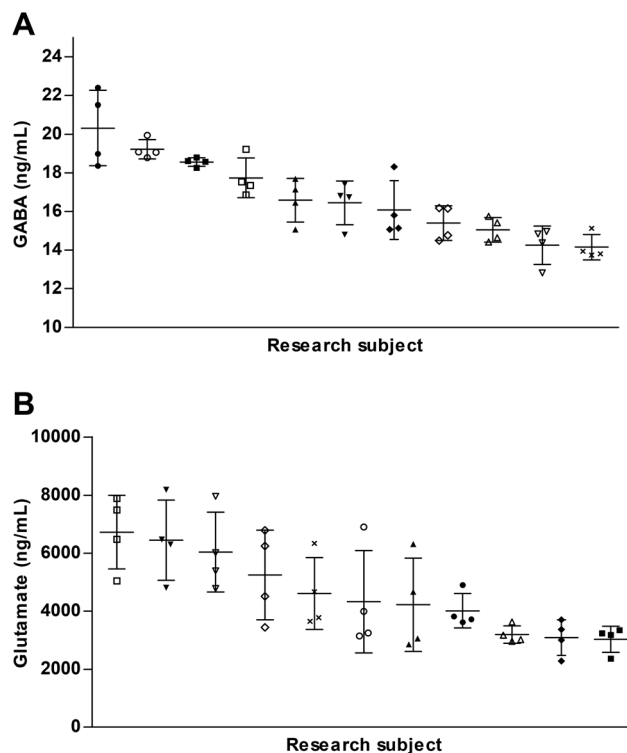 A
GABA (ng/mL)
24
22
20
18
16
14
12
10
Research subject
B
Glutamate (ng/mL)
10000
8000
6000
4000
2000
0
Research subject